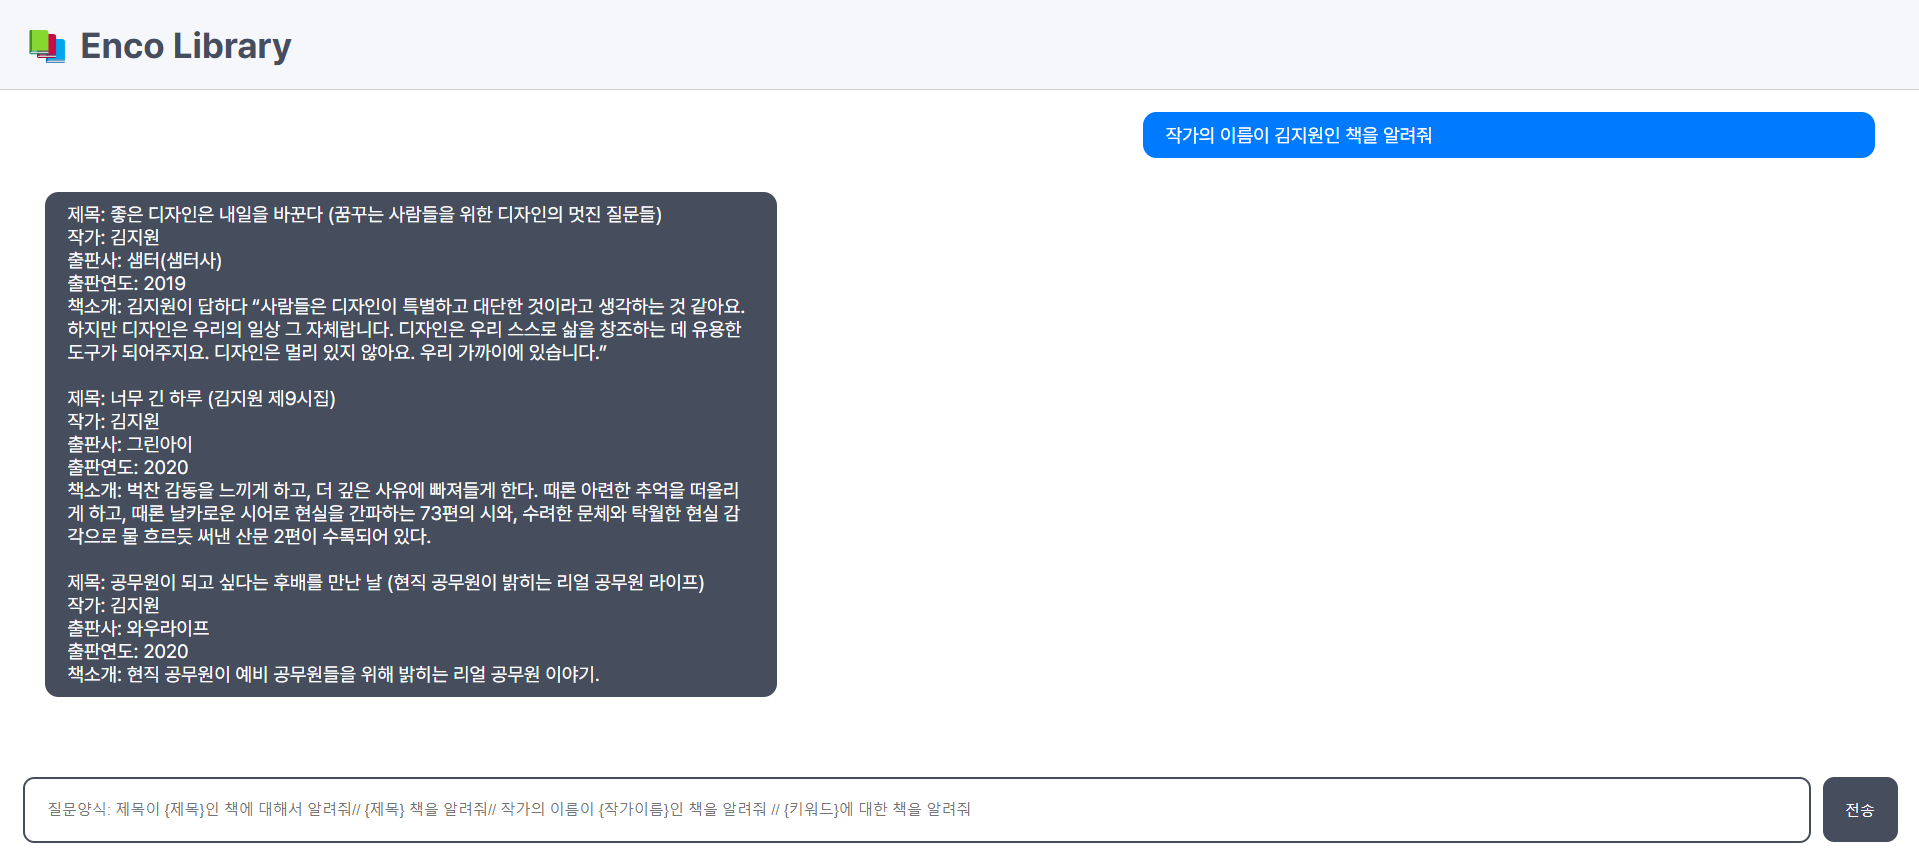 Enco Library
작가의 이름이 김지원인 책을 알려줘
제목: 좋은 디자인은 내일을 바꾼다 (꿈꾸는 사람들을 위한 디자인의 멋진 질문들)
작가: 김지원
출판사: 샘터(샘터사)
출판연도: 2019
책소개: 김지원이 답하다 “사람들은 디자인이 특별하고 대단한 것이라고 생각하는 것 같아요.
하지만 디자인은 우리의 일상 그 자체랍니다. 디자인은 우리 스스로 삶을 창조하는 데 유용한
도구가 되어주지요. 디자인은 멀리 있지 않아요. 우리 가까이에 있습니다.”
제목: 너무 긴 하루 (김지원 제9시집)
작가: 김지원
출판사: 그린아이
출판연도: 2020
책소개: 벅찬 감동을 느끼게 하고, 더 깊은 사유에 빠져들게 한다. 때론 아련한 추억을 떠올리
게 하고, 때론 날카로운 시어로 현실을 간파하는 73편의 시와, 수려한 문체와 탁월한 현실 감
각으로 물 흐르듯 써낸 산문 2편이 수록되어 있다.
제목: 공무원이 되고 싶다는 후배를 만난 날 (현직 공무원이 밝히는 리얼 공무원 라이프)
작가: 김지원
출판사: 와우라이프
출판연도: 2020
책소개: 현직 공무원이 예비 공무원들을 위해 밝히는 리얼 공무원 이야기.
질문양식: 제목이 {제목}인 책에 대해서 알려줘// {제목} 책을 알려줘// 작가의 이름이 {작가이름}인 책을 알려줘 // {키워드}에 대한 책을 알려줘
전송